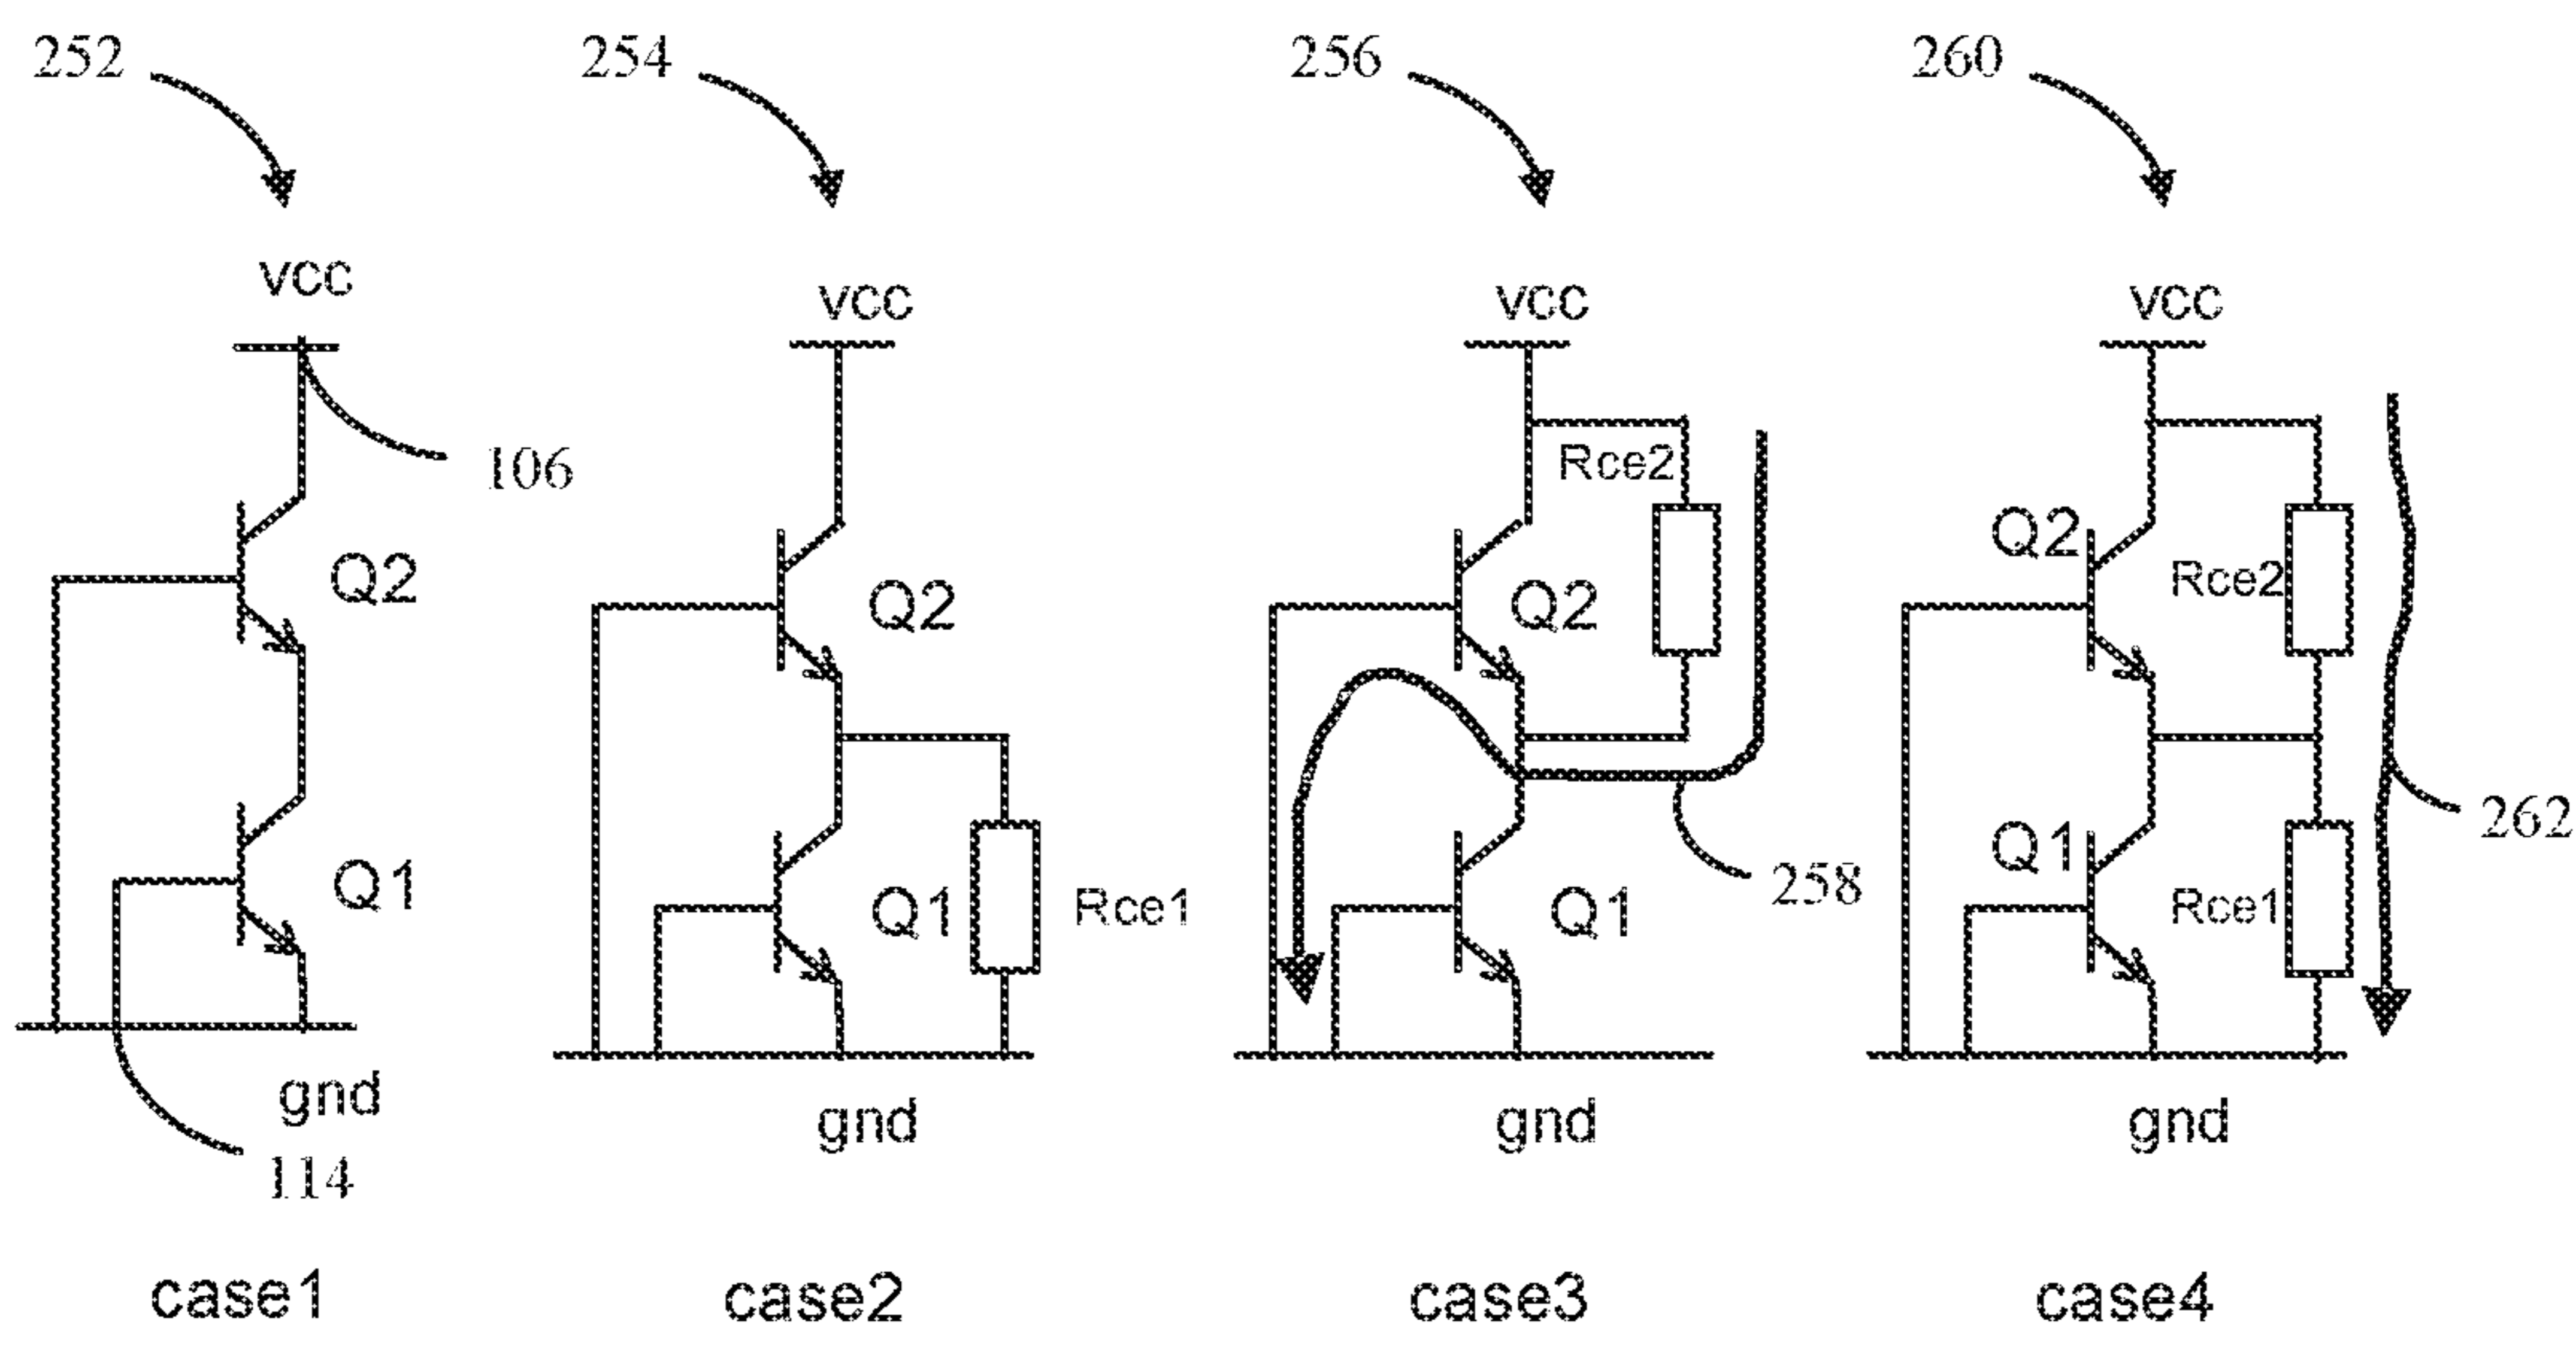 252
254
256
260
vcc
vcc
vcc
vcc
106
Rce2
Q2
Q2
Q2
Q2
Rce2
Q1
Q1
Rce1
258
Q1
Q1
Rce1
262
gnd
gnd
gnd
gnd
114
case1
case2
case3
case4